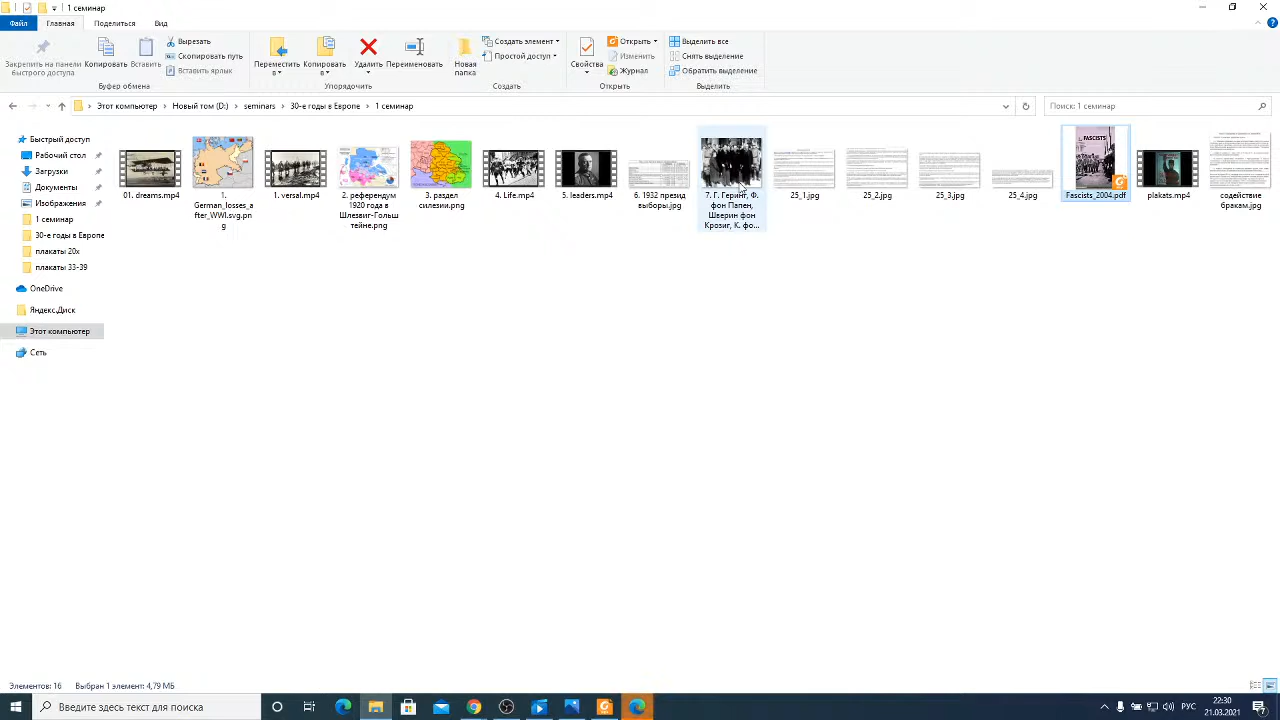 1 семинар
Файл
Главная
Поделиться
Вид
Закрепить на панели
быстрого доступа
Копировать
Вставить
Вырезать
Скопировать путь
Вставить ярлык
Буфер обмена
Переместить
в
Копировать
в
Удалить
Переименовать
Упорядочить
Новая
папка
Создать элемент
Простой доступ
Создать
Свойства
Открыть
Изменить
Журнал
Открыть
Выделить все
Снять выделение
Обратить выделение
Выделить
Этот компьютер
Новый том (D:)
seminars
30-е годы в Европе
1 семинар
Поиск: 1 семинар
Быстрый доступ
Рабочий стол
Загрузки
Документы
Изображения
1 семинар
30-е годы в Европе
плакаты 20х
плакаты 33-39
OneDrive
Яндекс.Диск
Этот компьютер
Сеть
1.
German_losses_a
fter_WWI.svg.pn
g
1. versal.mp4
2. референдум
1920 года в
Шлезвиг-Гольш
тейне.png
3. раздел
силезии.png
4. life.mp4
5. leaders.mp4
6. 1932 презид
выборы.jpg
7. Г. Геринг, Ф.
фон Папен,
Шверин фон
Крозиг, К. фо...
25_1.jpg
25_2.jpg
25_3.jpg
25_4.jpg
FASCISTS
Fascists_2004.pdf
plakats.mp4
содействие
бракам.jpg
Элементов: 16
Выбран 1 элемент: 4,79 МБ
Введите здесь текст для поиска
РУС
22:30
21.03.2021